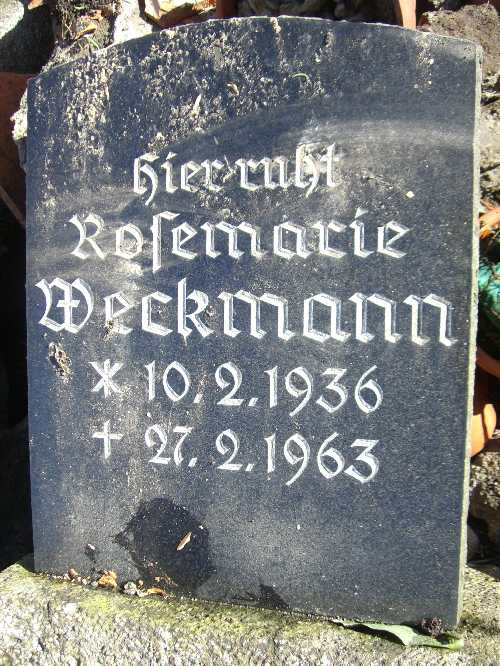 hier ruht
Roſemarie
Weckmann
* 10. 2. 1936
† 27. 2. 1963